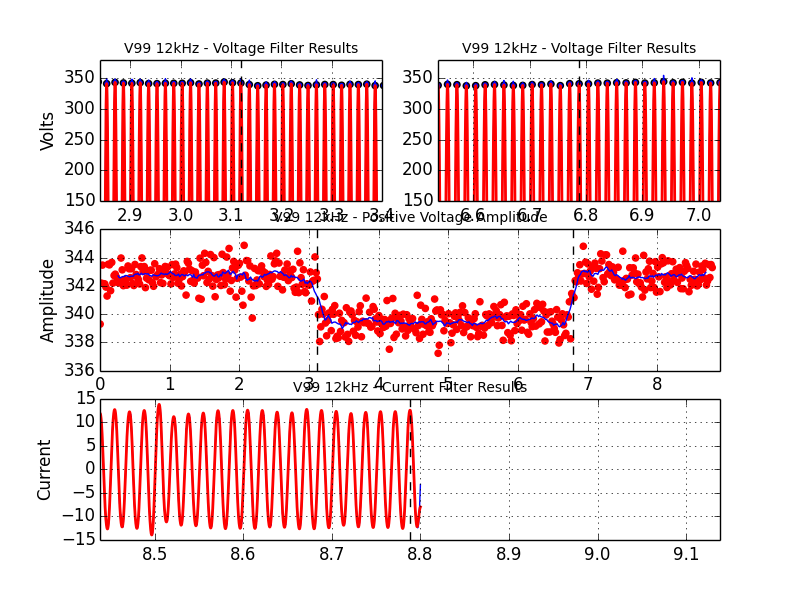 V99 12kHz - Voltage Filter Results
V99 12kHz - Voltage Filter Results
350
300
250
200
150
Volts
2.9 3.0 3.1 3.2 3.3 3.4
350
300
250
200
150
6.6 6.7 6.8 6.9 7.0
V99 12kHz - Positive Voltage Amplitude
346
344
342
340
338
336
Amplitude
0 1 2 3 4 5 6 7 8
V99 12kHz - Current Filter Results
15
10
5
0
−5
−10
−15
Current
8.5 8.6 8.7 8.8 8.9 9.0 9.1